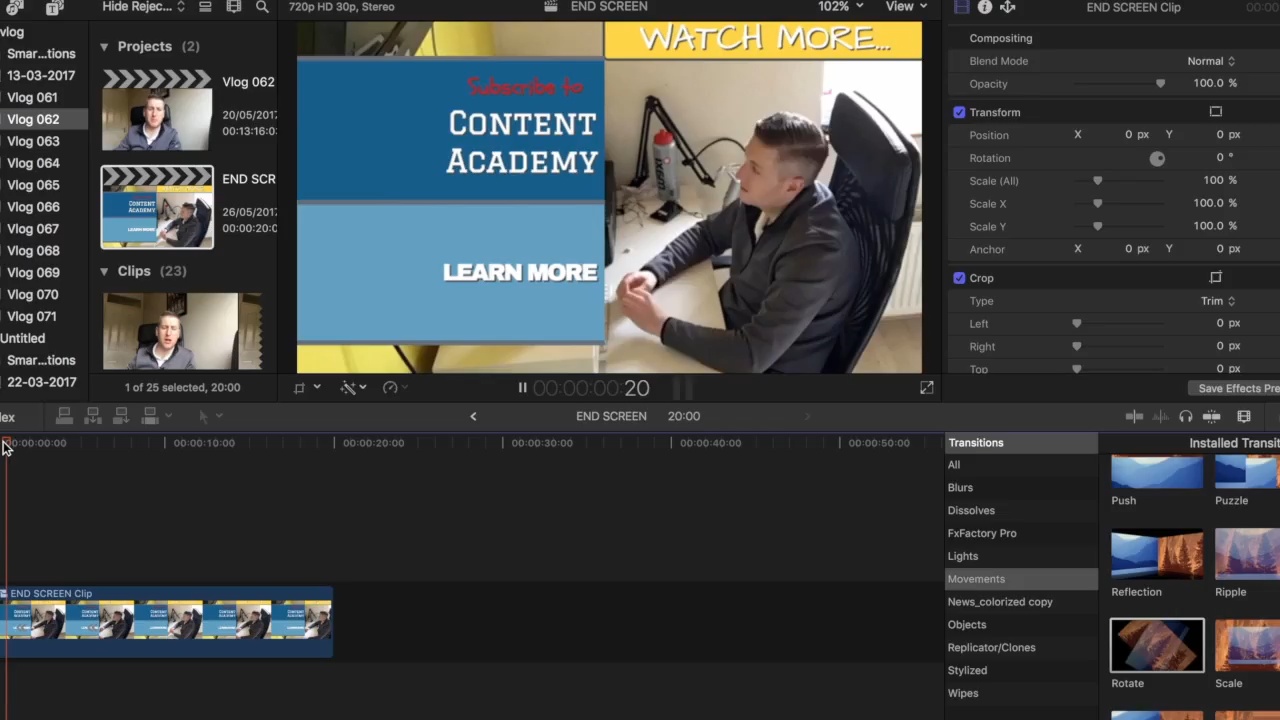 Hide Rejec...
720p HD 30p, Stereo
END SCREEN
102%
View
END SCREEN Clip
vlog
Smar...tions
13-03-2017
Vlog 061
Vlog 062
Vlog 063
Vlog 064
Vlog 065
Vlog 066
Vlog 067
Vlog 068
Vlog 069
Vlog 070
Vlog 071
Untitled
Smar...tions
22-03-2017
Projects (2)
Vlog 062
20/05/2017
00:13:16:03
END SCR
26/05/2017
00:00:20:0
Clips (23)
1 of 25 selected, 20:00
WATCH MORE...
Subscribe to
CONTENT
ACADEMY
LEARN MORE
00:00:00:20
Compositing
Blend Mode Normal
Opacity 100.0 %
Transform
Position X 0 px Y 0 px
Rotation 0 °
Scale (All) 100 %
Scale X 100.0 %
Scale Y 100.0 %
Anchor X 0 px Y 0 px
Crop
Type Trim
Left 0 px
Right 0 px
Top 0 px
Save Effects Pre
END SCREEN 20:00
00:00:00:00
00:00:10:00
00:00:20:00
00:00:30:00
00:00:40:00
00:00:50:00
END SCREEN Clip
Transitions
All
Blurs
Dissolves
FxFactory Pro
Lights
Movements
News_colorized copy
Objects
Replicator/Clones
Stylized
Wipes
Installed Transit
Push
Puzzle
Reflection
Ripple
Rotate
Scale